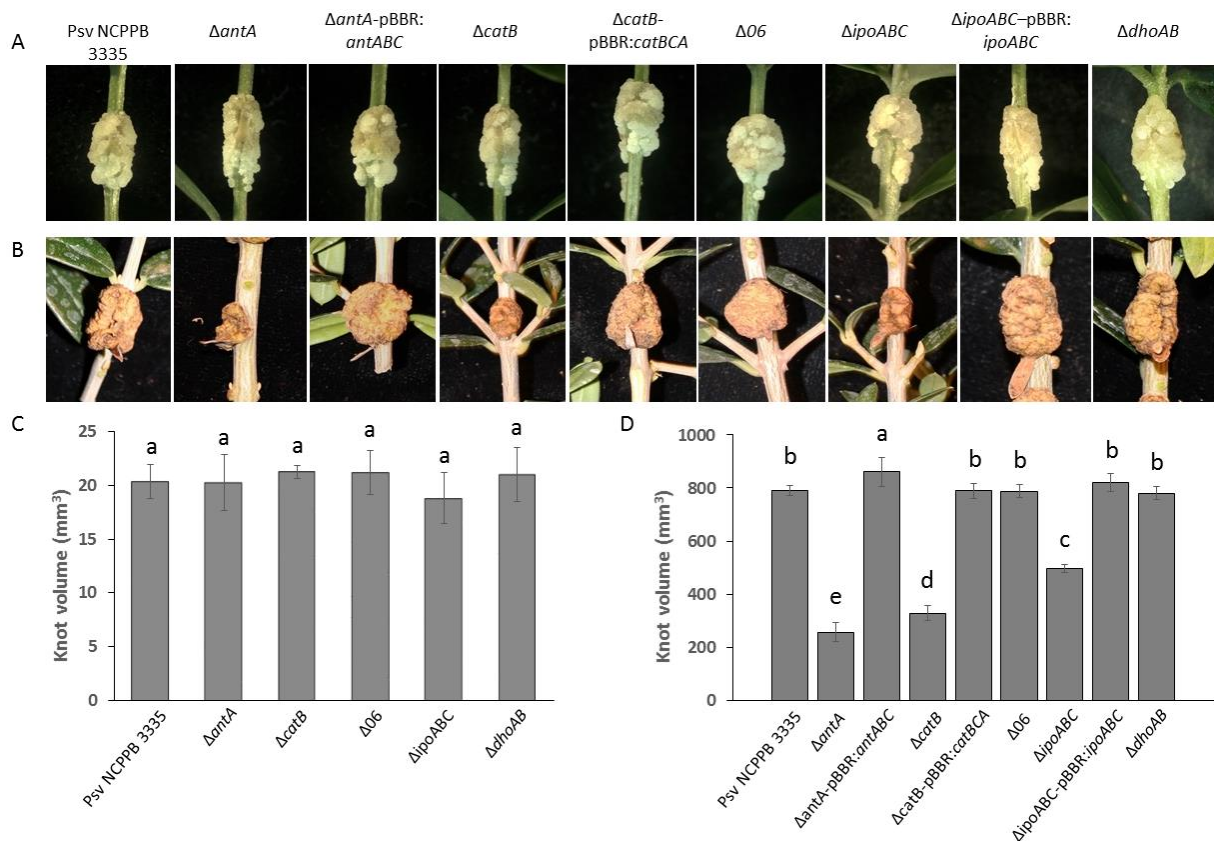 A
Psv NCPPB
3335
ΔantA
ΔantA-pBBR:
antABC
ΔcatB
ΔcatB-
pBBR:catBCA
Δ06
ΔipoABC
ΔipoABC–pBBR:
ipoABC
ΔdhoAB
B
C
Knot volume (mm³)
25
20
15
10
5
0
a
a
a
a
a
a
Psv NCPPB 3335
ΔantA
ΔcatB
Δ06
ΔipoABC
ΔdhoAB
D
Knot volume (mm³)
1000
800
600
400
200
0
b
e
a
d
b
b
c
b
b
Psv NCPPB 3335
ΔantA
ΔantA-pBBR:antABC
ΔcatB
ΔcatB-pBBR:catBCA
Δ06
ΔipoABC
ΔipoABC-pBBR:ipoABC
ΔdhoAB